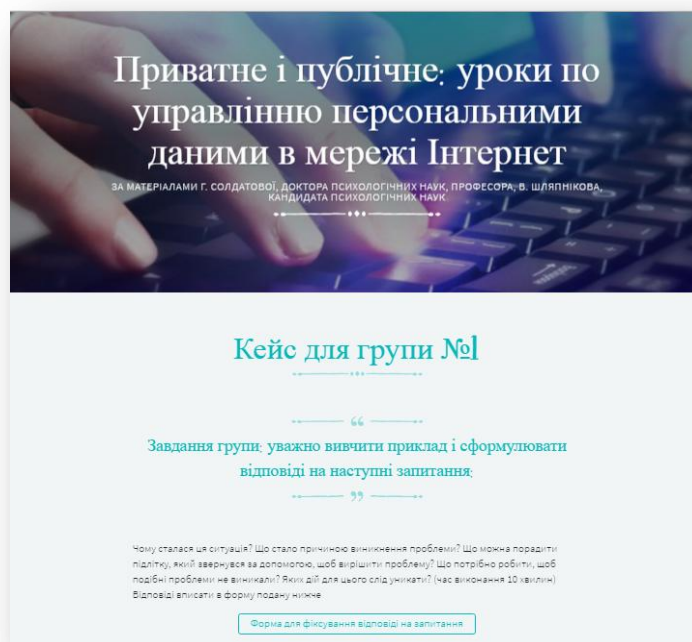 Приватне і публічне: уроки по
управлінню персональними
даними в мережі Інтернет
ЗА МАТЕРІАЛАМИ Г. СОЛДАТОВОЇ, ДОКТОРА ПСИХОЛОГІЧНИХ НАУК, ПРОФЕСОРА, В. ШЛЯПНІКОВА,
КАНДИДАТА ПСИХОЛОГІЧНИХ НАУК
Кейс для групи №1
Завдання групи: уважно вивчити приклад і сформулювати
відповіді на наступні запитання:
Чому сталася ця ситуація? Що стало причиною виникнення проблеми? Що можна порадити
підлітку, який звернувся за допомогою, щоб вирішити проблему? Що потрібно робити, щоб
подібні проблеми не виникали? Яких дій для цього слід уникати? (час виконання 10 хвилин)
Відповіді вписати в форму подану нижче
Форма для фіксування відповіді на запитання